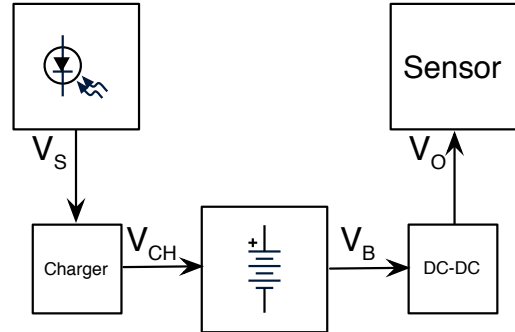 Sensor
V_S
V_O
V_CH
V_B
Charger
+
DC-DC